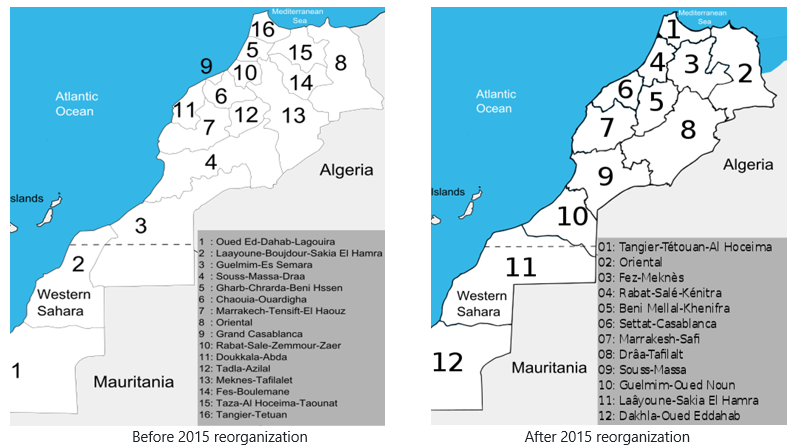 Mediterranean
Sea
16
5
15
9
10
8
6
14
11
12
7
13
Atlantic
Ocean
4
Algeria
slands
3
2
Western
Sahara
1
Mauritania
1 : Oued Ed-Dahab-Lagouira
2 : Laayoune-Boujdour-Sakia El Hamra
3 : Guelmim-Es Semara
4 : Souss-Massa-Draa
5 : Gharb-Chrarda-Beni Hssen
6 : Chaouia-Ouardigha
7 : Marrakech-Tensift-El Haouz
8 : Oriental
9 : Grand Casablanca
10: Rabat-Sale-Zemmour-Zaer
11: Doukkala-Abda
12: Tadla-Azilal
13: Meknes-Tafilalet
14: Fes-Boulemane
15: Taza-Al Hoceima-Taounat
16: Tangier-Tetuan
Before 2015 reorganization
Mediterranean
Sea
1
4
3
2
6
5
7
8
Atlantic
Ocean
9
Algeria
Islands
10
11
Western
Sahara
12
Mauritania
01: Tangier-Tétouan-Al Hoceima
02: Oriental
03: Fez-Meknès
04: Rabat-Salé-Kénitra
05: Beni Mellal-Khenifra
06: Settat-Casablanca
07: Marrakesh-Safi
08: Drâa-Tafilalt
09: Souss-Massa
10: Guelmim-Oued Noun
11: Laâyoune-Sakia El Hamra
12: Dakhla-Oued Eddahab
After 2015 reorganization